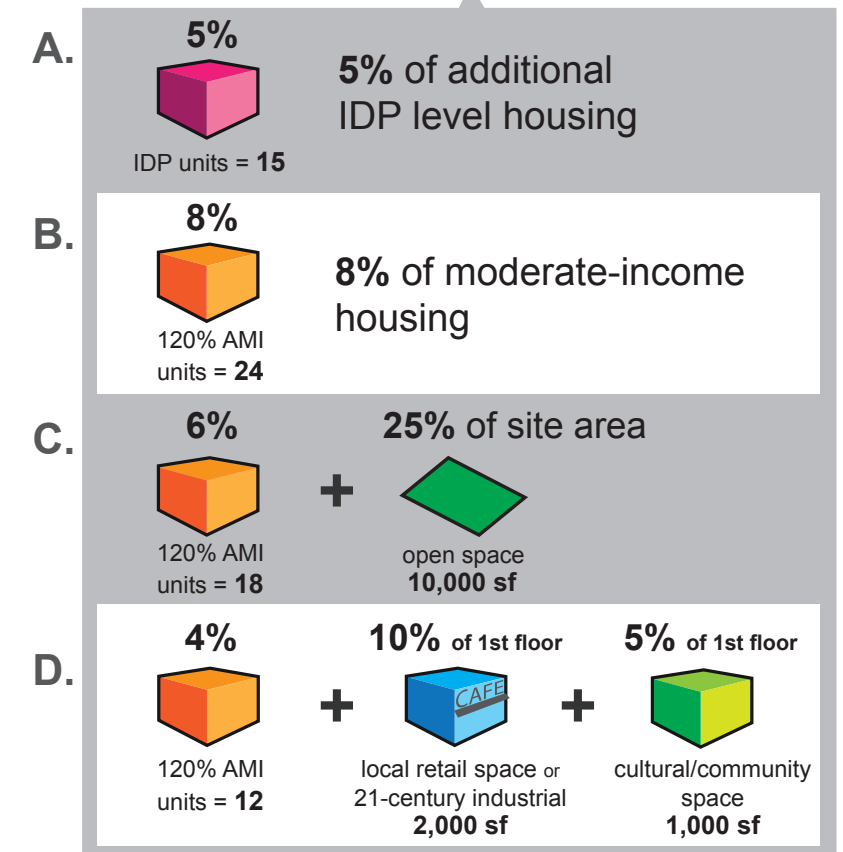 A.
5%
5% of additional
IDP level housing
IDP units = 15
B.
8%
8% of moderate-income
housing
120% AMI
units = 24
C.
6%
25% of site area
+
120% AMI
units = 18
open space
10,000 sf
D.
4%
10% of 1st floor
5% of 1st floor
+
CAFE
+
120% AMI
units = 12
local retail space or
21-century industrial
2,000 sf
cultural/community
space
1,000 sf